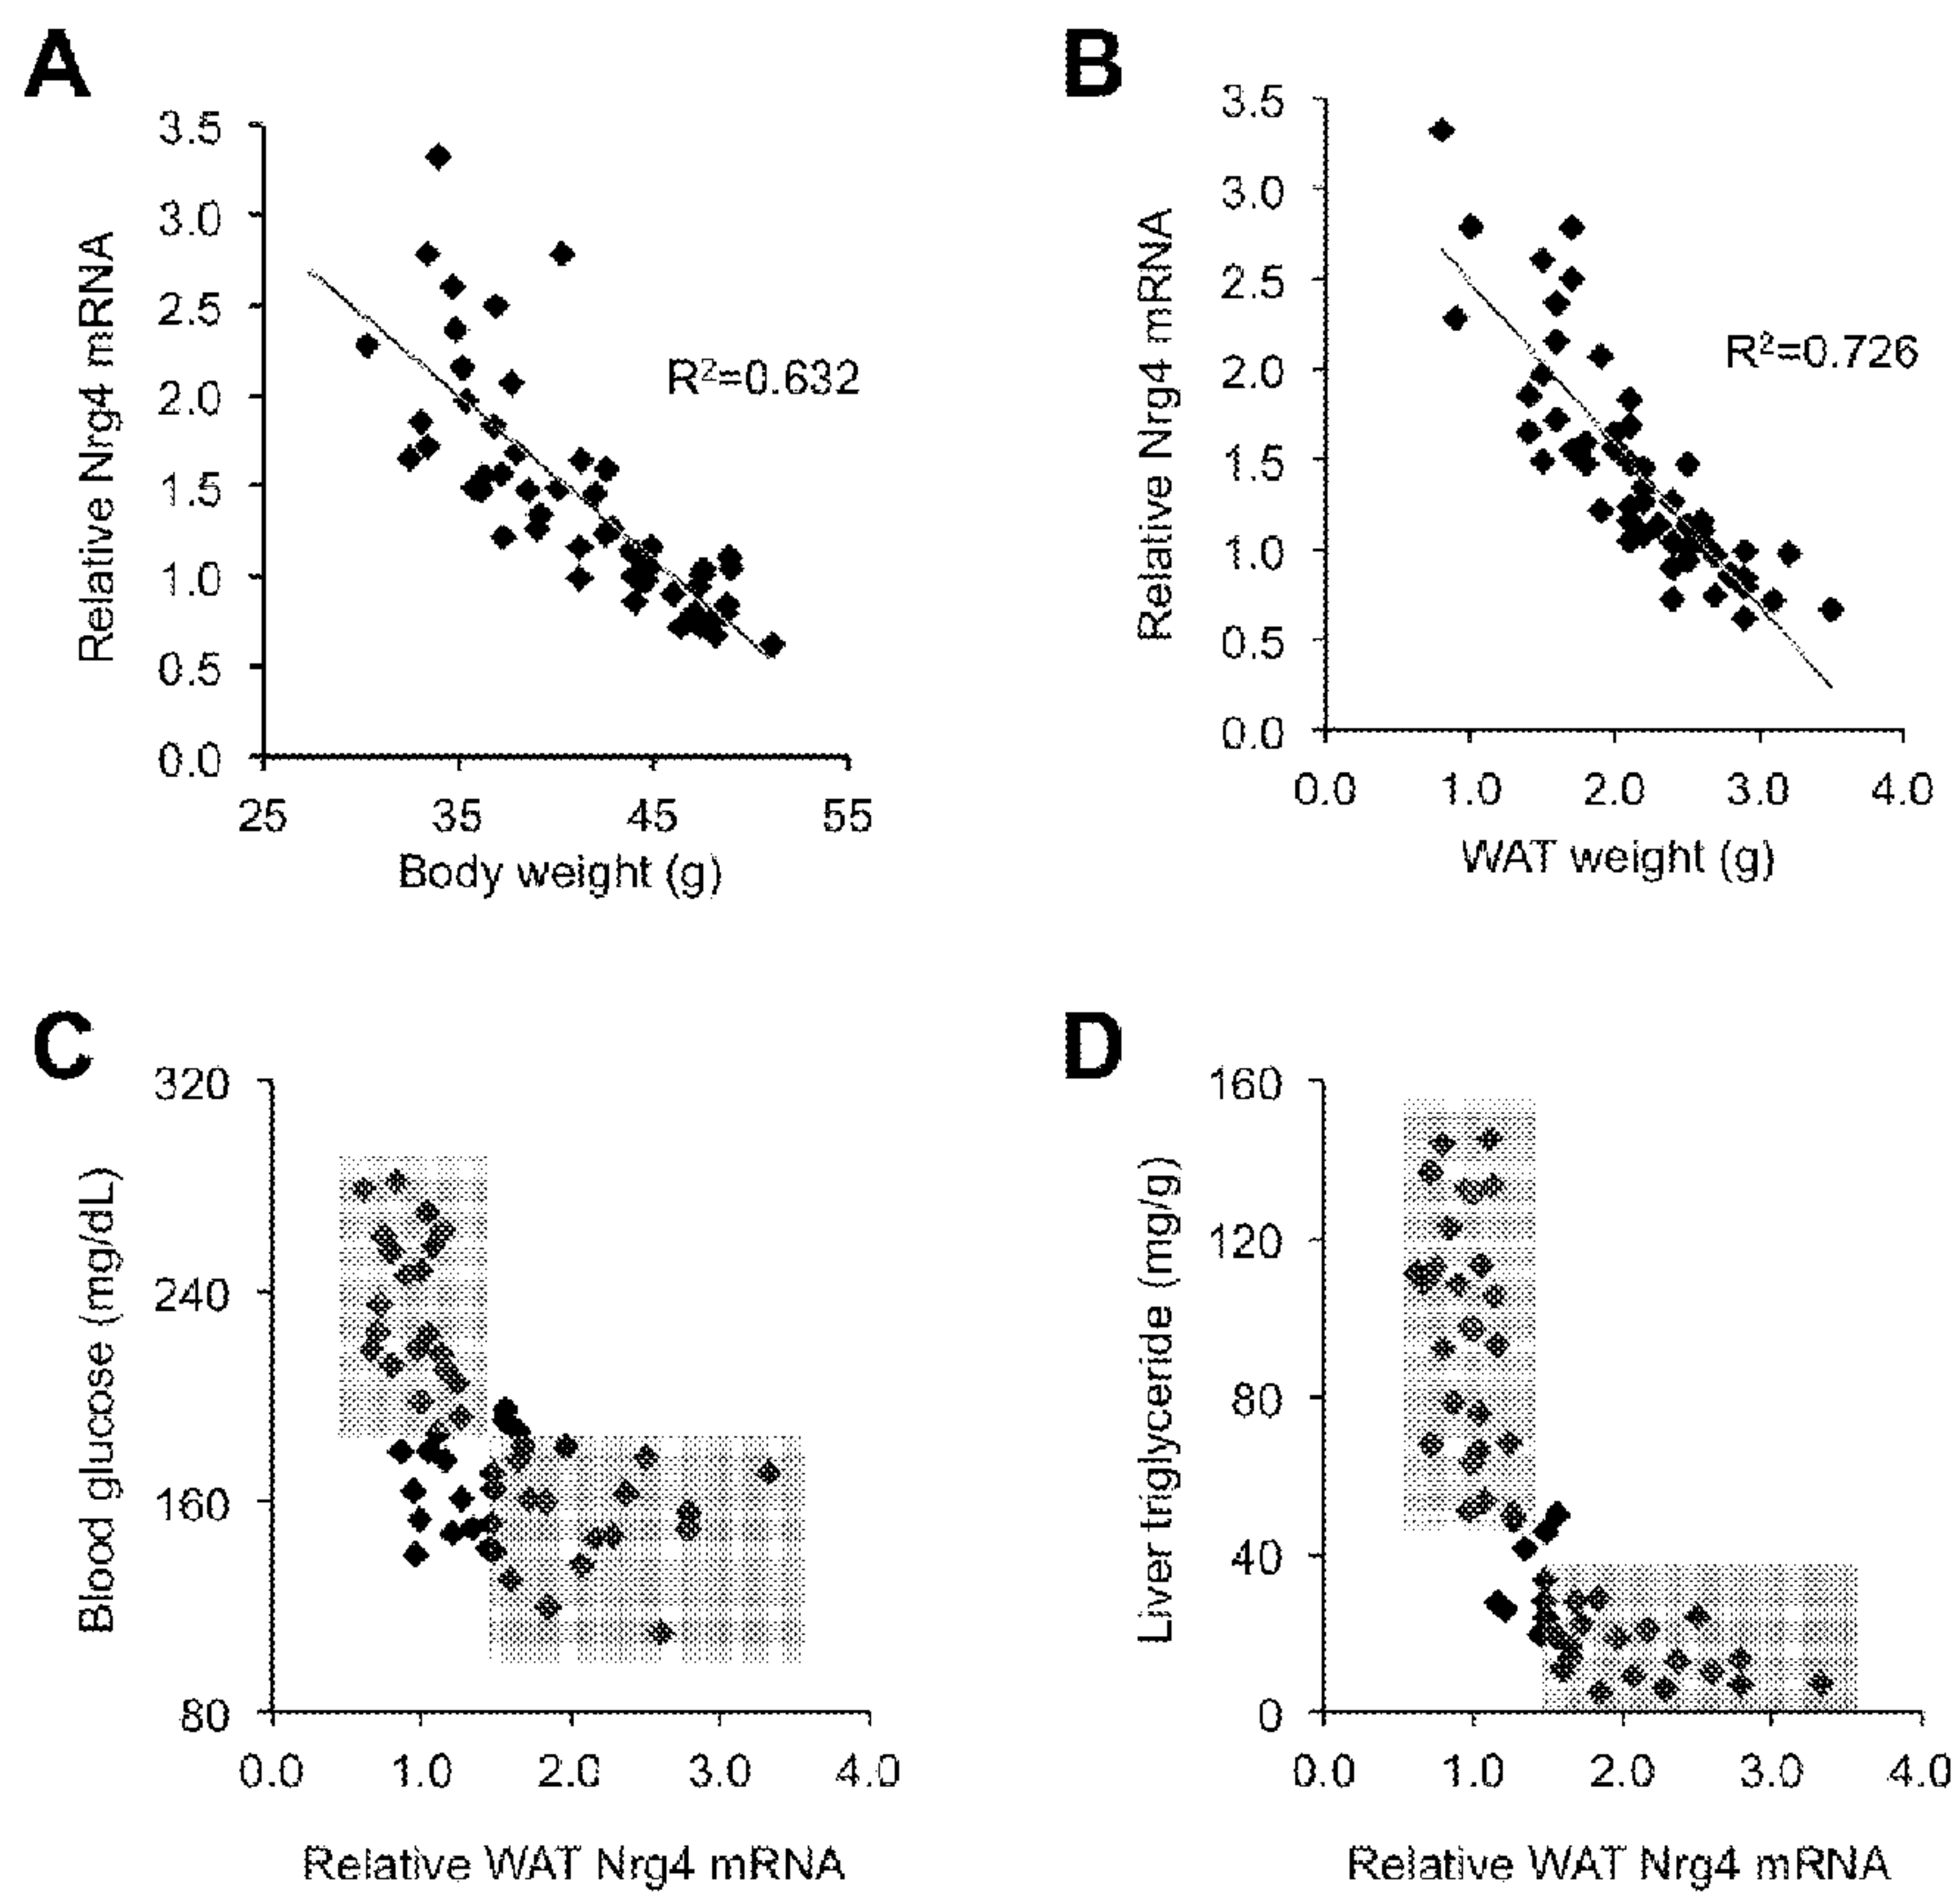 A
3.5
3.0
2.5
2.0
1.5
1.0
0.5
0.0
Relative Nrg4 mRNA
R²=0.632
25 35 45 55
Body weight (g)
B
3.5
3.0
2.5
2.0
1.5
1.0
0.5
0.0
Relative Nrg4 mRNA
R²=0.726
0.0 1.0 2.0 3.0 4.0
WAT weight (g)
C
320
240
160
80
Blood glucose (mg/dL)
0.0 1.0 2.0 3.0 4.0
Relative WAT Nrg4 mRNA
D
160
120
80
40
0
Liver triglyceride (mg/g)
0.0 1.0 2.0 3.0 4.0
Relative WAT Nrg4 mRNA